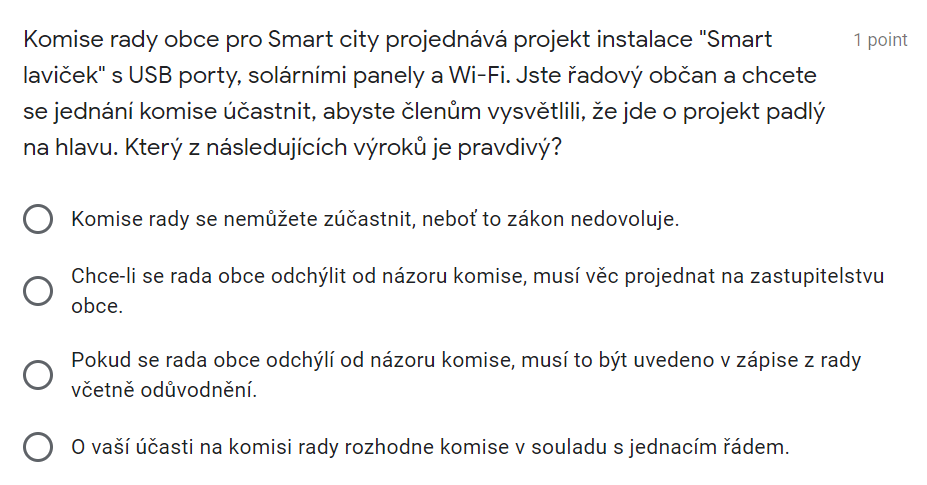 Komise rady obce pro Smart city projednává projekt instalace "Smart
1 point
laviček" s USB porty, solárními panely a Wi-Fi. Jste řadový občan a chcete
se jednání komise účastnit, abyste členům vysvětlili, že jde o projekt padlý
na hlavu. Který z následujících výroků je pravdivý?
Komise rady se nemůžete zúčastnit, neboť to zákon nedovoluje.
Chce-li se rada obce odchýlit od názoru komise, musí věc projednat na zastupitelstvu
obce.
Pokud se rada obce odchýlí od názoru komise, musí to být uvedeno v zápise z rady
včetně odůvodnění.
O vaší účasti na komisi rady rozhodne komise v souladu s jednacím řádem.